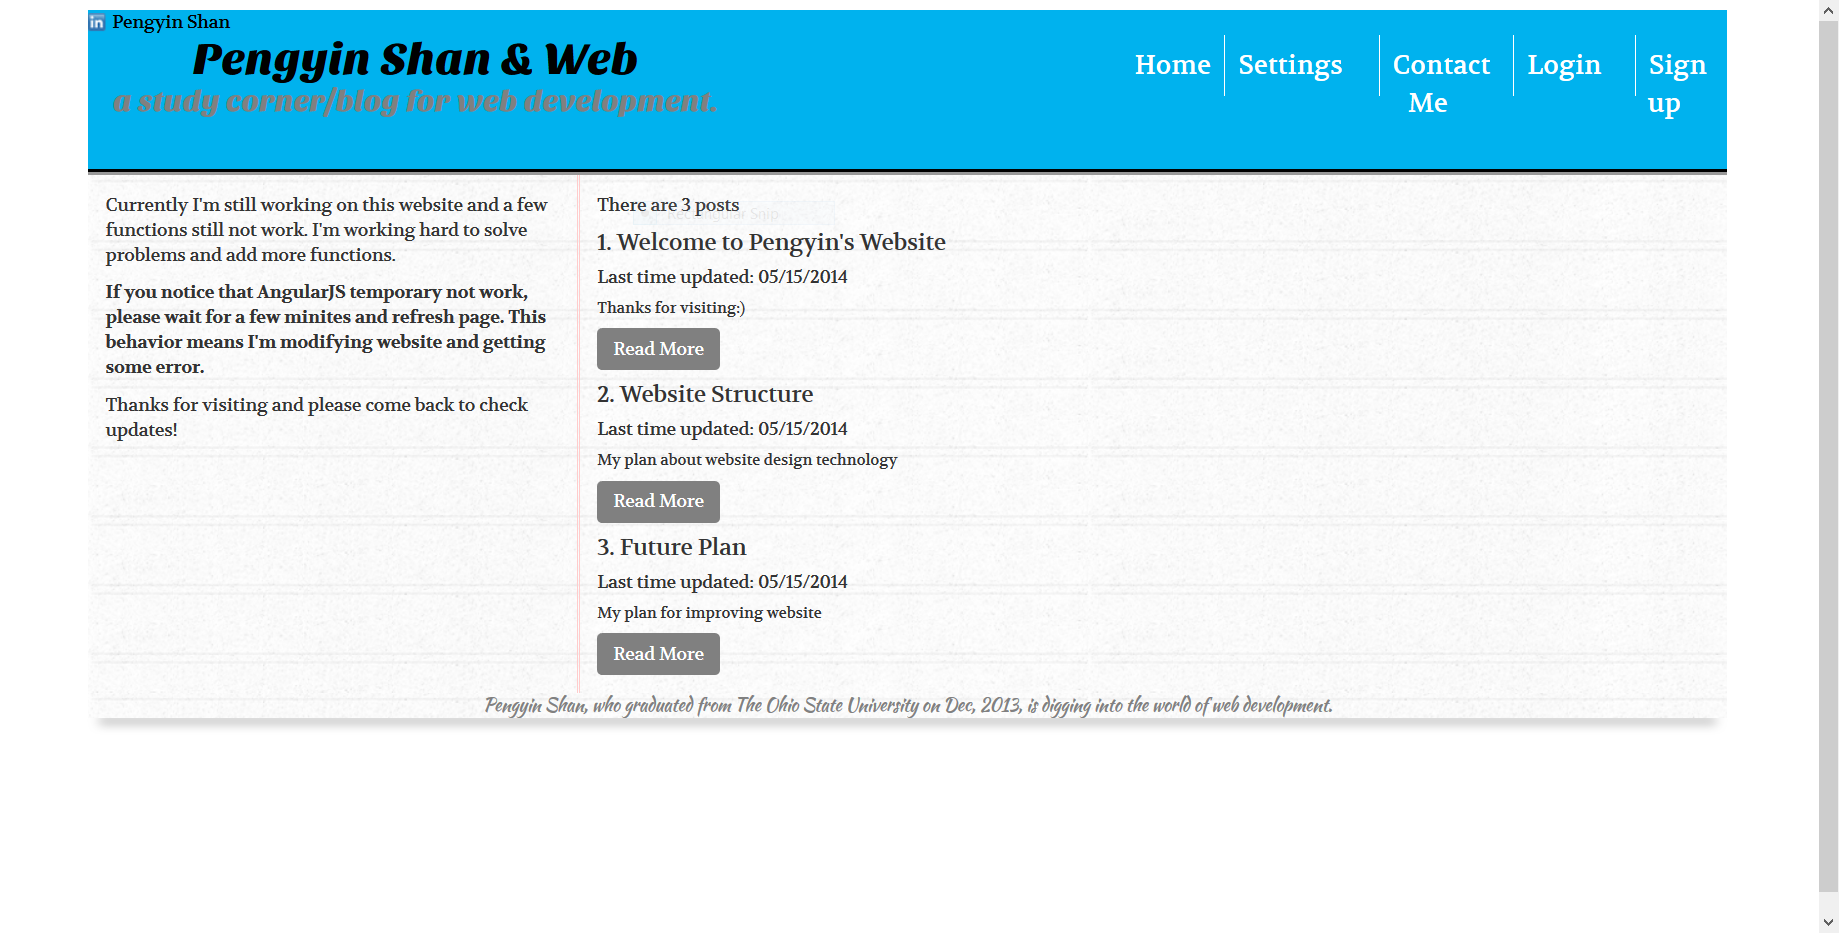 in Pengyin Shan
Pengyin Shan & Web
a study corner/blog for web development.
Home
Settings
Contact
Me
Login
Sign
up
Currently I'm still working on this website and a few
functions still not work. I'm working hard to solve
problems and add more functions.
If you notice that AngularJS temporary not work,
please wait for a few minites and refresh page. This
behavior means I'm modifying website and getting
some error.
Thanks for visiting and please come back to check
updates!
There are 3 posts
Rectangular Snip
1. Welcome to Pengyin's Website
Last time updated: 05/15/2014
Thanks for visiting:)
Read More
2. Website Structure
Last time updated: 05/15/2014
My plan about website design technology
Read More
3. Future Plan
Last time updated: 05/15/2014
My plan for improving website
Read More
Pengyin Shan, who graduated from The Ohio State University on Dec, 2013, is digging into the world of web development.